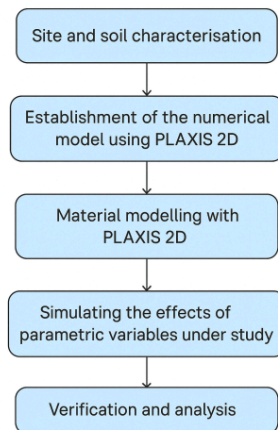 Site and soil characterisation
Establishment of the numerical
model using PLAXIS 2D
Material modelling with
PLAXIS 2D
Simulating the effects of
parametric variables under study
Verification and analysis